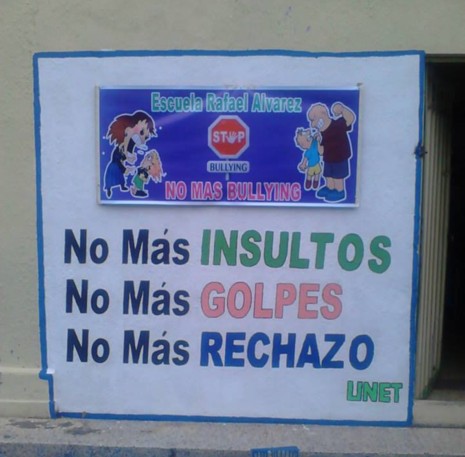 Escuela Rafael Alvarez
STOP
BULLYING
NO MAS BULLYING
No Más INSULTOS
No Más GOLPES
No Más RECHAZO
LINET